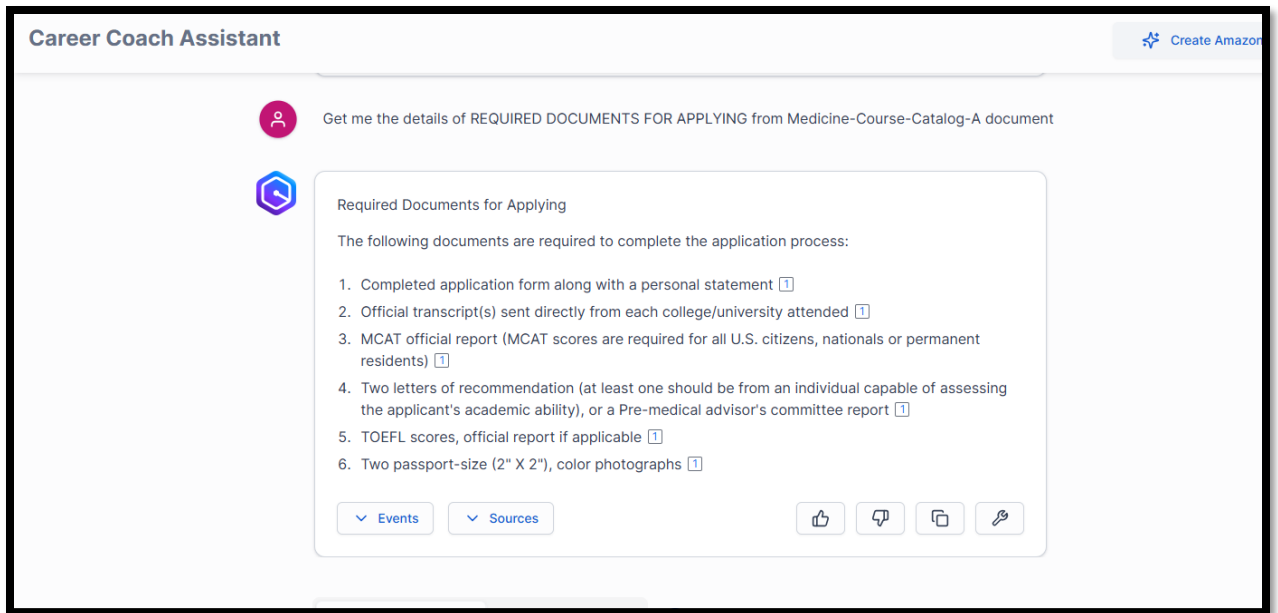 Career Coach Assistant
Create Amazon
Get me the details of REQUIRED DOCUMENTS FOR APPLYING from Medicine-Course-Catalog-A document
Required Documents for Applying
The following documents are required to complete the application process:
1. Completed application form along with a personal statement 1
2. Official transcript(s) sent directly from each college/university attended 1
3. MCAT official report (MCAT scores are required for all U.S. citizens, nationals or permanent
residents) 1
4. Two letters of recommendation (at least one should be from an individual capable of assessing
the applicant's academic ability), or a Pre-medical advisor's committee report 1
5. TOEFL scores, official report if applicable 1
6. Two passport-size (2" X 2"), color photographs 1
Events
Sources